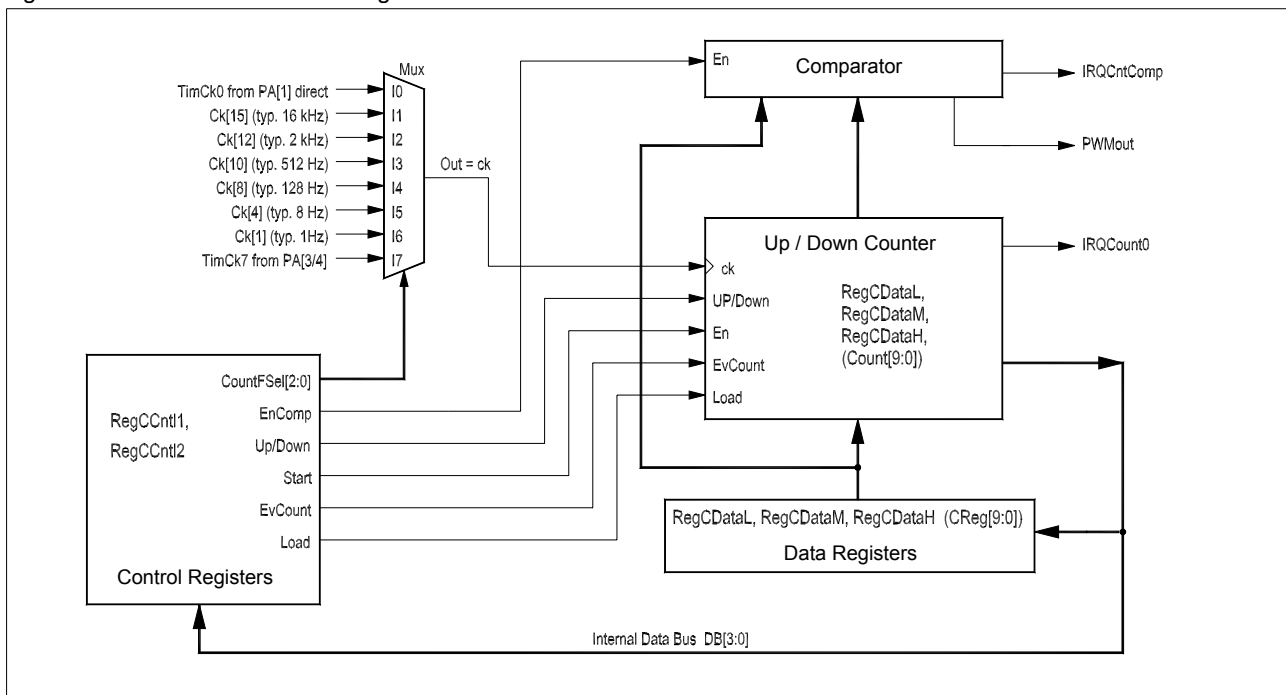 Mux
TimCk0 from PA[1] direct
Ck[15] (typ. 16 kHz)
Ck[12] (typ. 2 kHz)
Ck[10] (typ. 512 Hz)
Ck[8] (typ. 128 Hz)
Ck[4] (typ. 8 Hz)
Ck[1] (typ. 1Hz)
TimCk7 from PA[3/4]
I0
I1
I2
I3
I4
I5
I6
I7
Out = ck
En
Comparator
IRQCntComp
PWMout
Up / Down Counter
ck
UP/Down
En
EvCount
Load
RegCDataL,
RegCDataM,
RegCDataH,
(Count[9:0])
IRQCount0
CountFSel[2:0]
EnComp
Up/Down
Start
EvCount
Load
RegCCntl1,
RegCCntl2
Control Registers
RegCDataL, RegCDataM, RegCDataH (CReg[9:0])
Data Registers
Internal Data Bus DB[3:0]